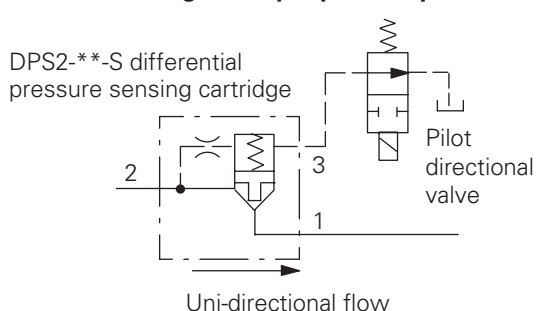 DPS2-**-S differential
pressure sensing cartridge
Pilot
directional
valve
2
3
1
Uni-directional flow